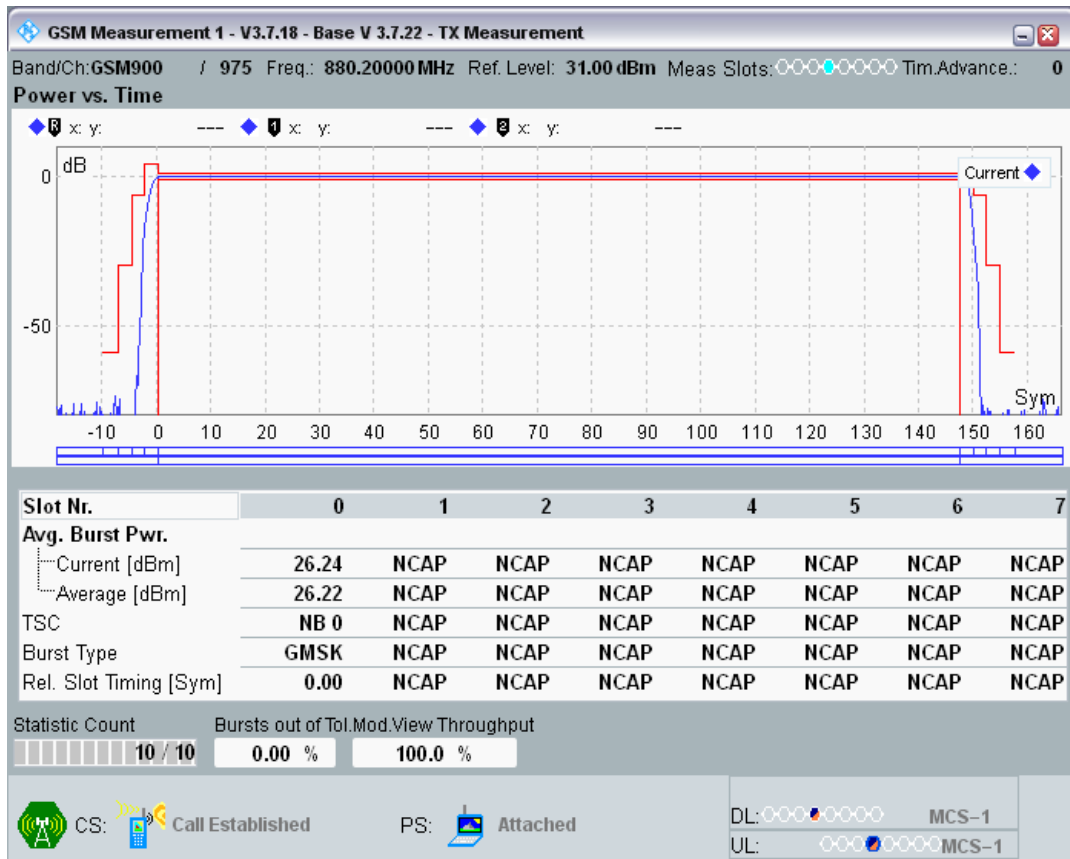 GSM Measurement 1 - V3.7.18 - Base V 3.7.22 - TX Measurement
Band/Ch:GSM900 / 975 Freq.: 880.20000 MHz Ref. Level: 31.00 dBm Meas Slots: Tim.Advance.: 0
Power vs. Time
R x: y: --- 1 x: y: --- 2 x: y: ---
dB
Current
0
-50
Sym
-10 0 10 20 30 40 50 60 70 80 90 100 110 120 130 140 150 160
Slot Nr. 0 1 2 3 4 5 6 7
Avg. Burst Pwr.
Current [dBm] 26.24 NCAP NCAP NCAP NCAP NCAP NCAP NCAP
Average [dBm] 26.22 NCAP NCAP NCAP NCAP NCAP NCAP NCAP
TSC NB 0 NCAP NCAP NCAP NCAP NCAP NCAP NCAP
Burst Type GMSK NCAP NCAP NCAP NCAP NCAP NCAP NCAP
Rel. Slot Timing [Sym] 0.00 NCAP NCAP NCAP NCAP NCAP NCAP NCAP
Statistic Count Bursts out of Tol.Mod.View Throughput
10 / 10 0.00 % 100.0 %
CS: Call Established PS: Attached DL: MCS-1
UL: MCS-1